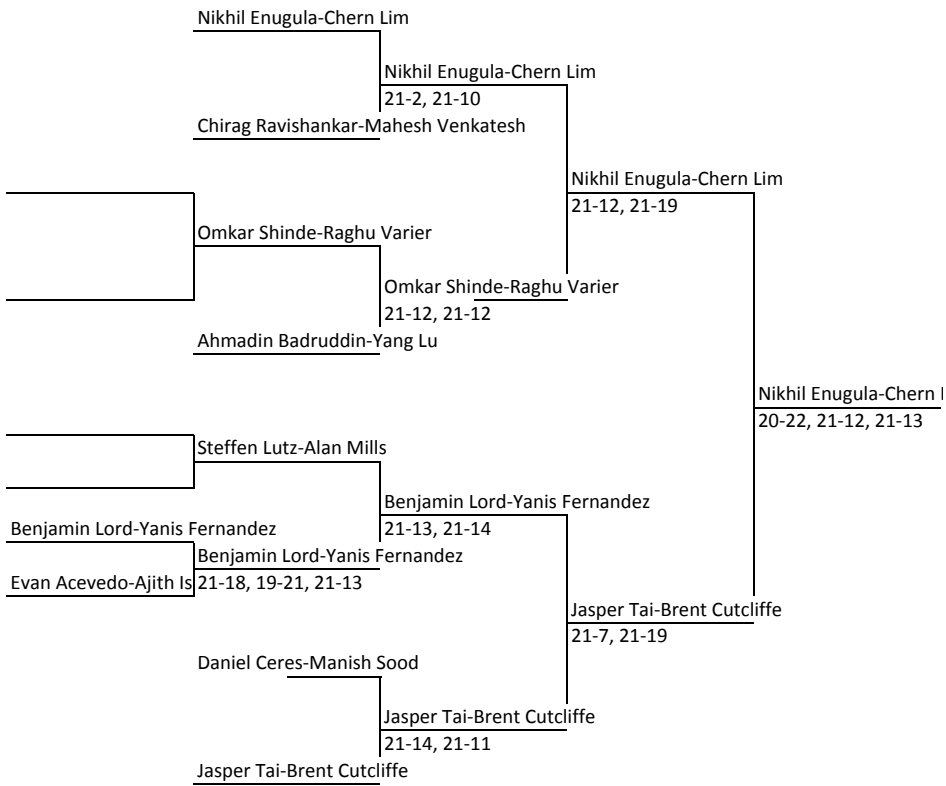 Nikhil Enugula-Chern Lim
Nikhil Enugula-Chern Lim
21-2, 21-10
Chirag Ravishankar-Mahesh Venkatesh
Nikhil Enugula-Chern Lim
21-12, 21-19
Omkar Shinde-Raghu Varier
Omkar Shinde-Raghu Varier
21-12, 21-12
Ahmadin Badruddin-Yang Lu
Nikhil Enugula-Chern
20-22, 21-12, 21-13
Steffen Lutz-Alan Mills
Benjamin Lord-Yanis Fernandez
21-13, 21-14
Benjamin Lord-Yanis Fernandez
Benjamin Lord-Yanis Fernandez
Evan Acevedo-Ajith Is 21-18, 19-21, 21-13
Jasper Tai-Brent Cutcliffe
21-7, 21-19
Daniel Ceres-Manish Sood
Jasper Tai-Brent Cutcliffe
21-14, 21-11
Jasper Tai-Brent Cutcliffe